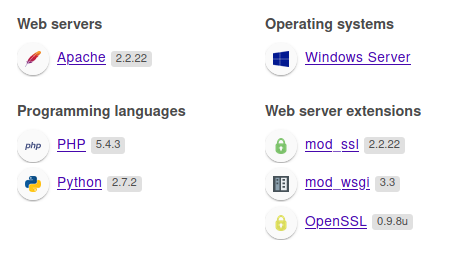 Web servers
Apache 2.2.22
Operating systems
Windows Server
Programming languages
php PHP 5.4.3
Python 2.7.2
Web server extensions
mod_ssl 2.2.22
mod_wsgi 3.3
OpenSSL 0.9.8u